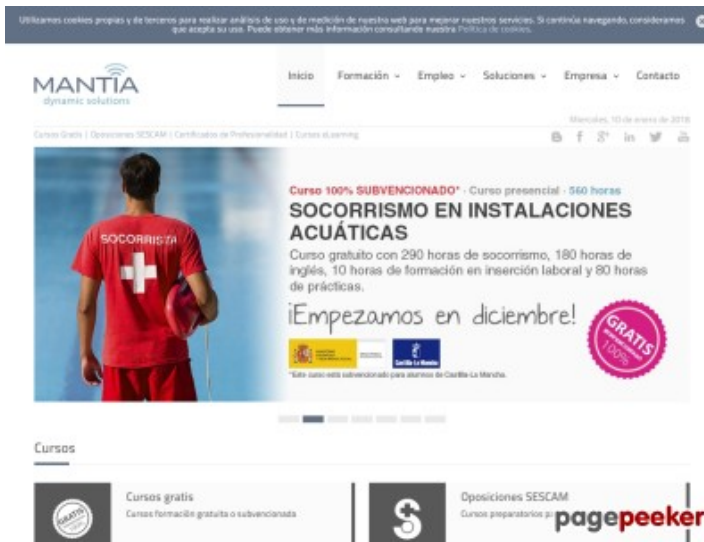 Utilizamos cookies propias y de terceros para realizar análisis de uso y de medición de nuestra web para mejorar nuestros servicios. Si continúa navegando, consideramos
que acepta su uso. Puede obtener más información consultando nuestra Política de cookies.
MANTIA
dynamic solutions
Inicio Formación Empleo Soluciones Empresa Contacto
Miércoles, 10 de enero de 2018
Cursos Gratis | Oposiciones SESCAM | Certificados de Profesionalidad | Cursos eLearning
SOCORRISTA
Curso 100% SUBVENCIONADO* - Curso presencial - 560 horas
SOCORRISMO EN INSTALACIONES
ACUÁTICAS
Curso gratuito con 290 horas de socorrismo, 180 horas de
inglés, 10 horas de formación en inserción laboral y 80 horas
de prácticas.
¡Empezamos en diciembre!
GRATIS
100%
Castilla-La Mancha
*Este curso está subvencionado para alumnos de Castilla-La Mancha.
Cursos
GRATIS
Cursos gratis
Cursos formación gratuita o subvencionada
Oposiciones SESCAM
Cursos preparatorios
pagepeeker